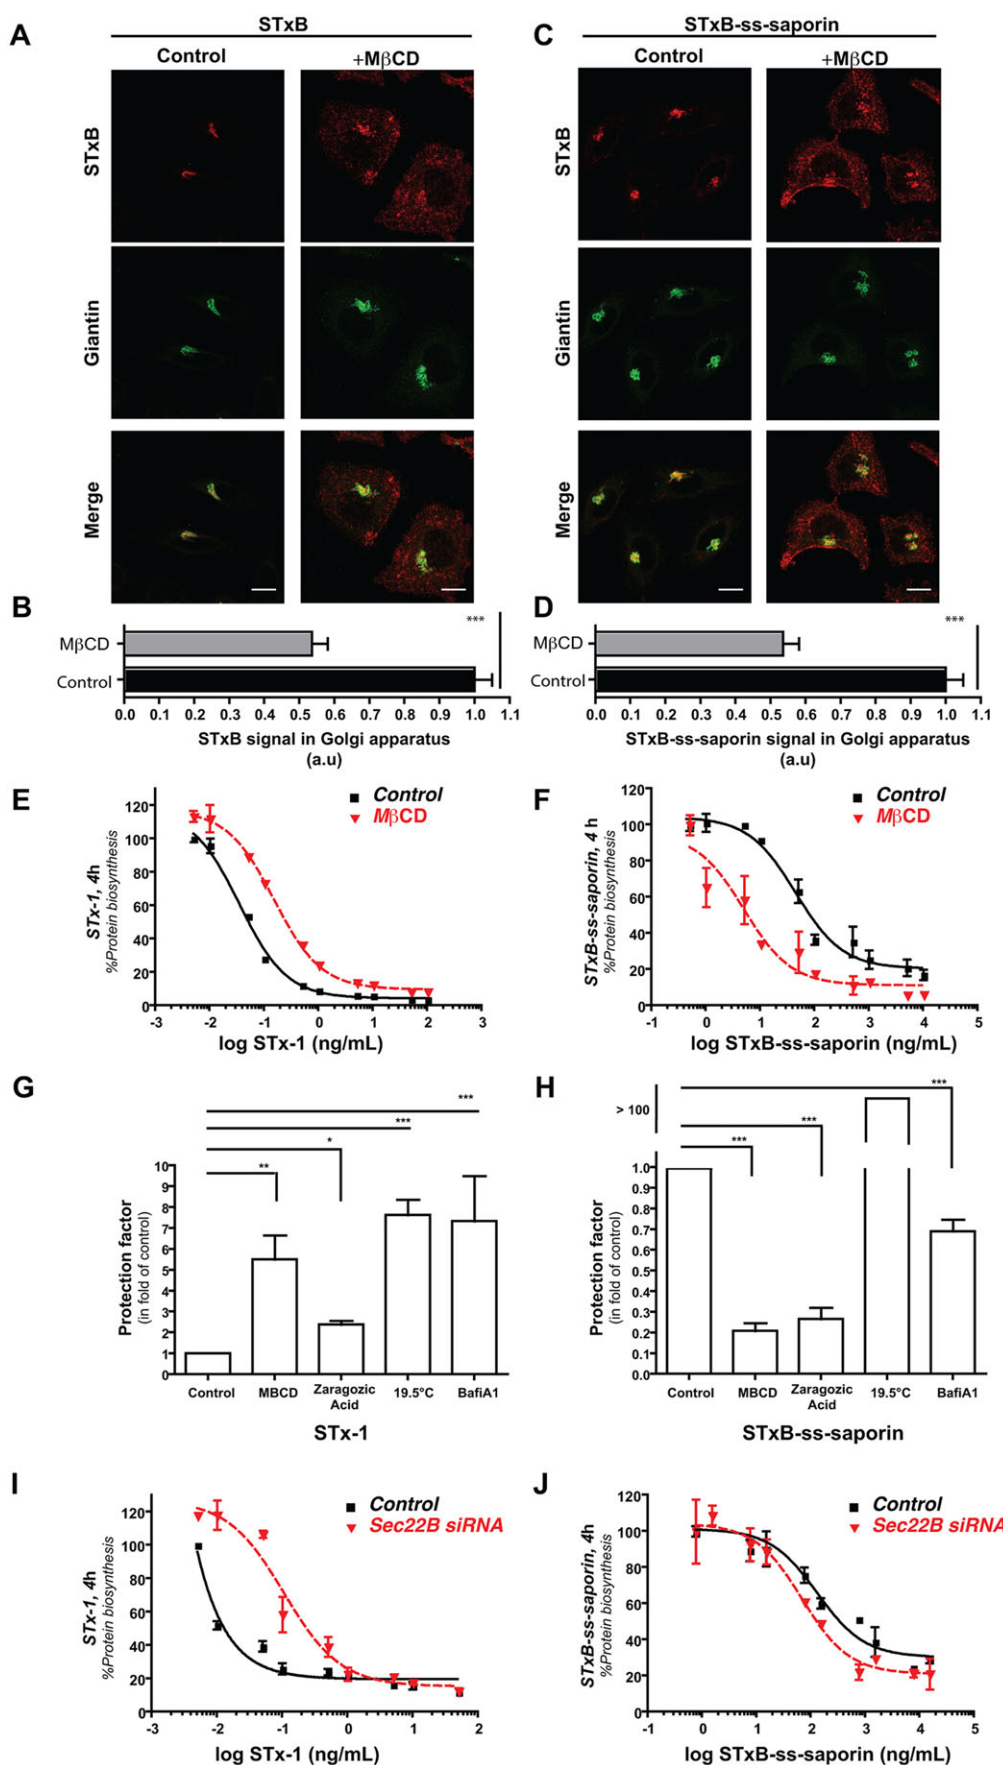 A
STxB
Control
+MβCD
STxB
Giantin
Merge
C
STxB-ss-saporin
Control
+MβCD
STxB
Giantin
Merge
B
***
MβCD
Control
0.0 0.1 0.2 0.3 0.4 0.5 0.6 0.7 0.8 0.9 1.0 1.1
STxB signal in Golgi apparatus
(a.u)
D
***
MβCD
Control
0.0 0.1 0.2 0.3 0.4 0.5 0.6 0.7 0.8 0.9 1.0 1.1
STxB-ss-saporin signal in Golgi apparatus
(a.u)
E
STx-1, 4h
%Protein biosynthesis
120
100
80
60
40
20
0
Control
MβCD
-3 -2 -1 0 1 2 3
log STx-1 (ng/mL)
F
STxB-ss-saporin, 4 h
%Protein biosynthesis
120
100
80
60
40
20
0
Control
MβCD
-1 0 1 2 3 4 5
log STxB-ss-saporin (ng/mL)
G
Protection factor
(in fold of control)
10
9
8
7
6
5
4
3
2
1
0
***
***
*
**
Control MBCD Zaragozic 19.5°C BafiA1
Acid
STx-1
H
> 100
Protection factor
(in fold of control)
1.0
0.9
0.8
0.7
0.6
0.5
0.4
0.3
0.2
0.1
0
***
***
***
Control MBCD Zaragozic 19.5°C BafiA1
Acid
STxB-ss-saporin
I
STx-1, 4h
%Protein biosynthesis
120
100
80
60
40
20
0
Control
Sec22B siRNA
-3 -2 -1 0 1 2
log STx-1 (ng/mL)
J
STxB-ss-saporin, 4h
%Protein biosynthesis
120
100
80
60
40
20
0
Control
Sec22B siRNA
-1 0 1 2 3 4 5
log STxB-ss-saporin (ng/mL)